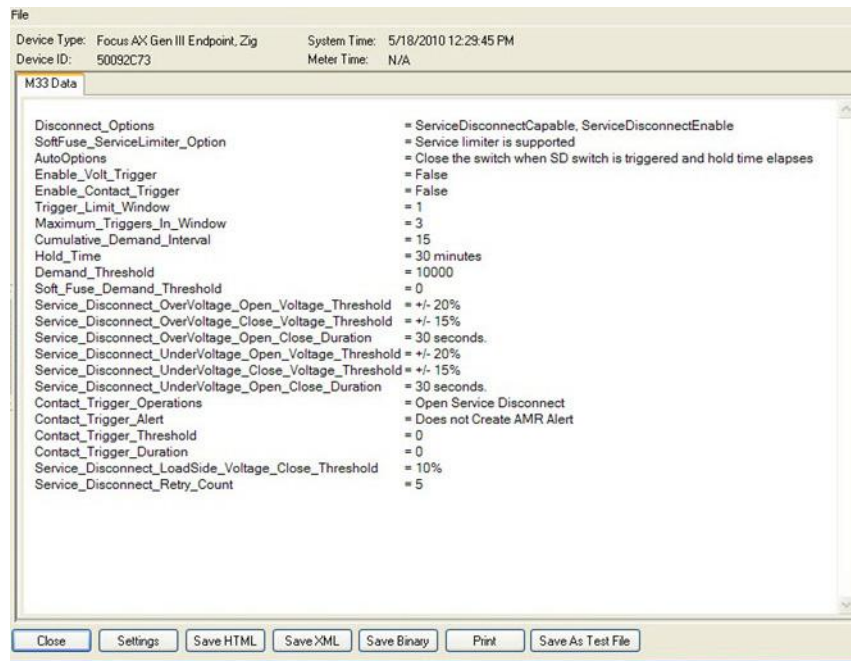 File
Device Type: Focus AX Gen III Endpoint, Zig System Time: 5/18/2010 12:29:45 PM
Device ID: 50092C73 Meter Time: N/A
M33 Data
Disconnect_Options = ServiceDisconnectCapable, ServiceDisconnectEnable
SoftFuse_ServiceLimiter_Option = Service limiter is supported
AutoOptions = Close the switch when SD switch is triggered and hold time elapses
Enable_Volt_Trigger = False
Enable_Contact_Trigger = False
Trigger_Limit_Window = 1
Maximum_Triggers_In_Window = 3
Cumulative_Demand_Interval = 15
Hold_Time = 30 minutes
Demand_Threshold = 10000
Soft_Fuse_Demand_Threshold = 0
Service_Disconnect_OverVoltage_Open_Voltage_Threshold = +/- 20%
Service_Disconnect_OverVoltage_Close_Voltage_Threshold = +/- 15%
Service_Disconnect_OverVoltage_Open_Close_Duration = 30 seconds.
Service_Disconnect_UnderVoltage_Open_Voltage_Threshold = +/- 20%
Service_Disconnect_UnderVoltage_Close_Voltage_Threshold = +/- 15%
Service_Disconnect_UnderVoltage_Open_Close_Duration = 30 seconds.
Contact_Trigger_Operations = Open Service Disconnect
Contact_Trigger_Alert = Does not Create AMR Alert
Contact_Trigger_Threshold = 0
Contact_Trigger_Duration = 0
Service_Disconnect_LoadSide_Voltage_Close_Threshold = 10%
Service_Disconnect_Retry_Count = 5
Close Settings Save HTML Save XML Save Binary Print Save As Test File